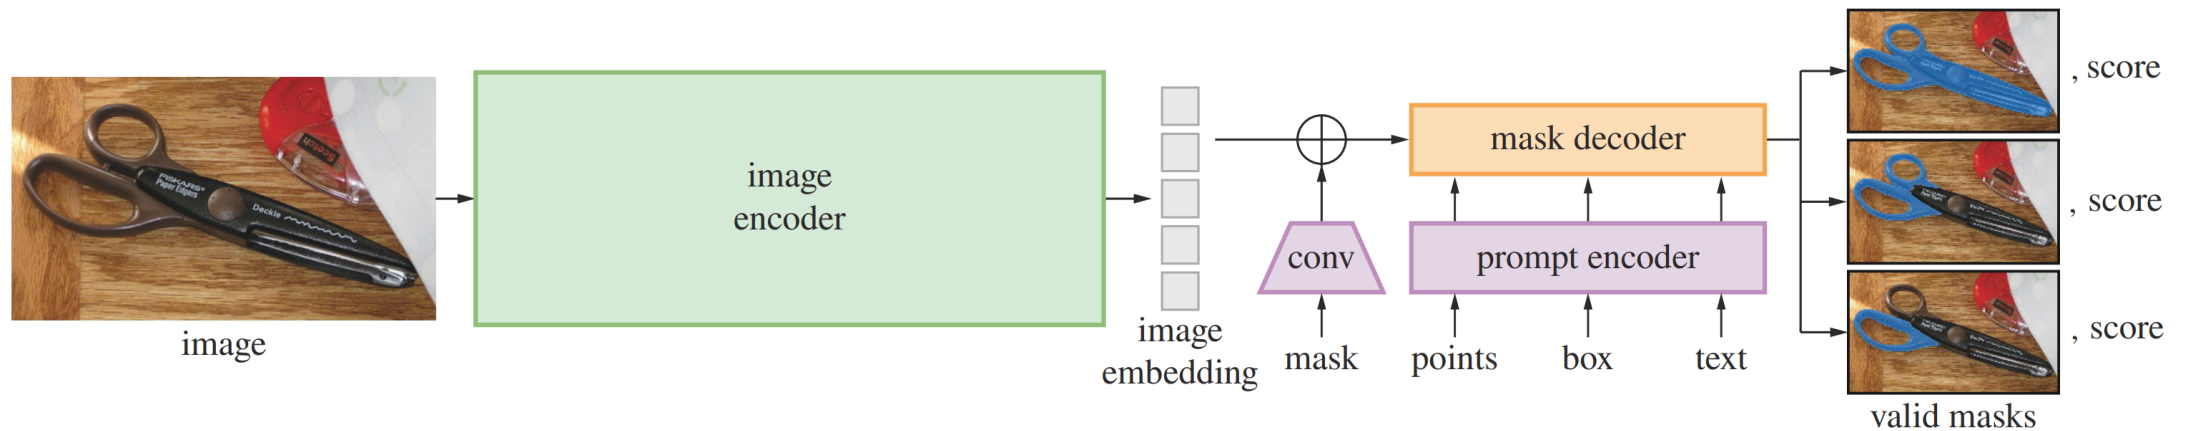 image
encoder
image
embedding
conv
mask
mask decoder
prompt encoder
points
box
text
, score
, score
, score
valid masks
image
FISKARS®
Paper Edgers
Deckle
Scotch